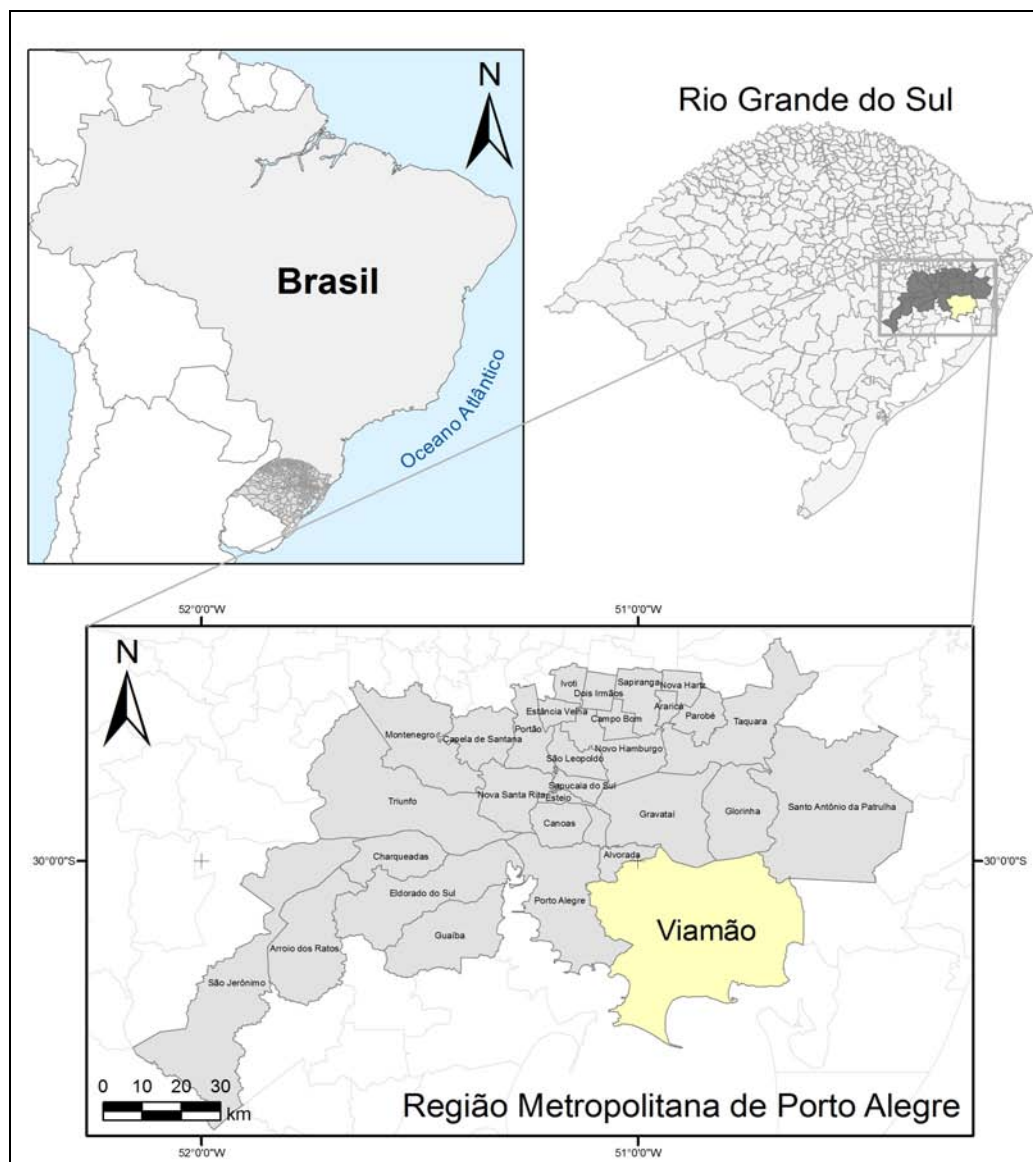 N
Rio Grande do Sul
Brasil
Oceano Atlântico
52°0'0"W
51°0'0"W
N
Ivoti
Sapiranga
Nova Hartz
Dois Irmãos
Estância Velha
Araricá
Campo Bom
Parobé
Taquara
Portão
Montenegro
Capela de Santana
Novo Hamburgo
São Leopoldo
Sapucaia do Sul
Nova Santa Rita
Esteio
Triunfo
Santo Antônio da Patrulha
Glorinha
Gravataí
Canoas
Alvorada
Charqueadas
30°0'0"S
30°0'0"S
Eldorado do Sul
Porto Alegre
Viamão
Guaíba
Arroio dos Ratos
São Jerônimo
0 10 20 30
km
Região Metropolitana de Porto Alegre
52°0'0"W
51°0'0"W